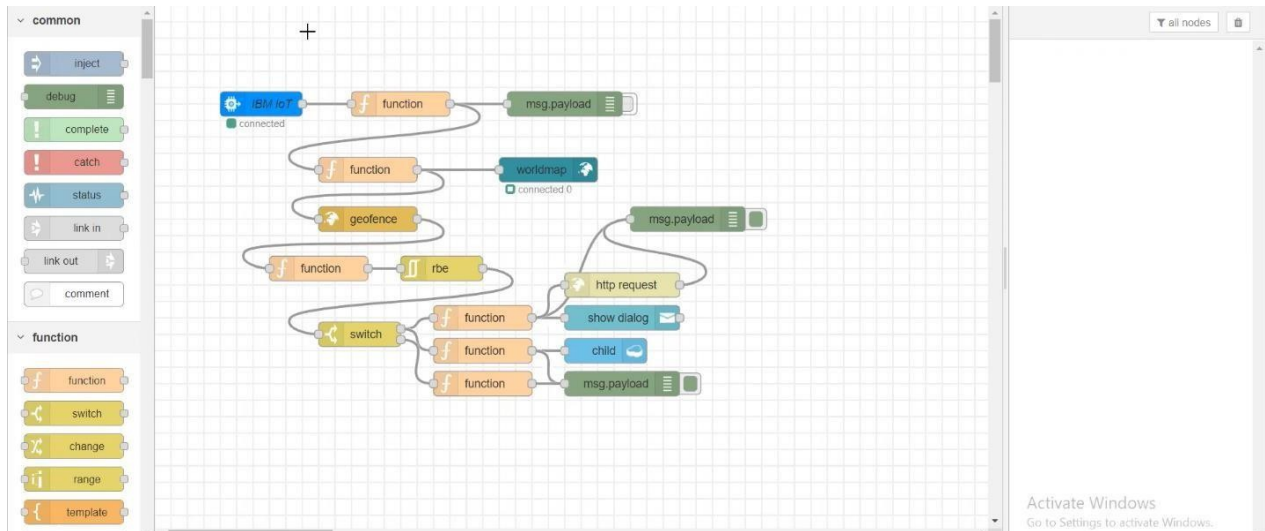 common
inject
debug
complete
catch
status
link in
link out
comment
function
function
switch
change
range
template
IBM IoT
connected
function
msg.payload
function
worldmap
connected 0
geofence
msg.payload
function
rbe
http request
switch
function
show dialog
function
child
function
msg.payload
all nodes
Activate Windows
Go to Settings to activate Windows.